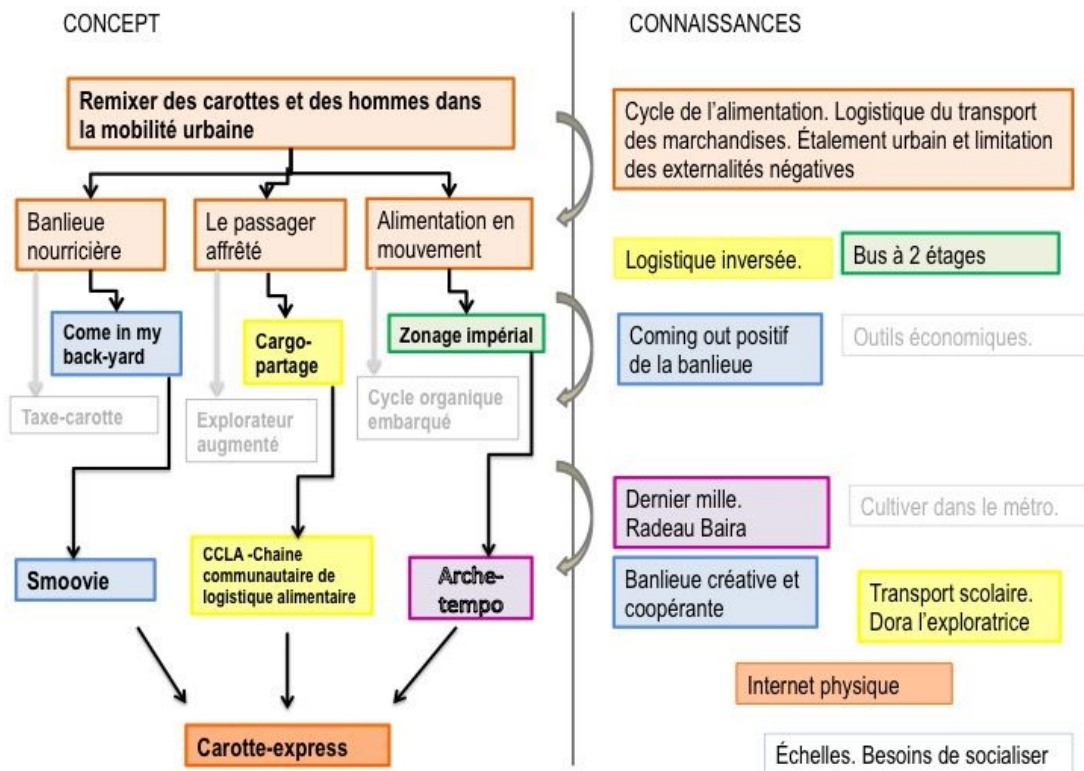 CONCEPT
Remixer des carottes et des hommes dans
la mobilité urbaine
Banlieue
nourricière
Le passager
affrêté
Alimentation en
mouvement
Come in my
back-yard
Cargo-
partage
Zonage impérial
Taxe-carotte
Explorateur
augmenté
Cycle organique
embarqué
Smoovie
CCLA -Chaine
communautaire de
logistique alimentaire
Arche-
tempo
Carotte-express
CONNAISSANCES
Cycle de l'alimentation. Logistique du transport
des marchandises. Étalement urbain et limitation
des externalités négatives
Logistique inversée.
Bus à 2 étages
Coming out positif
de la banlieue
Outils économiques.
Dernier mille.
Radeau Baira
Cultiver dans le métro.
Banlieue créative et
coopérante
Transport scolaire.
Dora l'exploratrice
Internet physique
Échelles. Besoins de socialiser